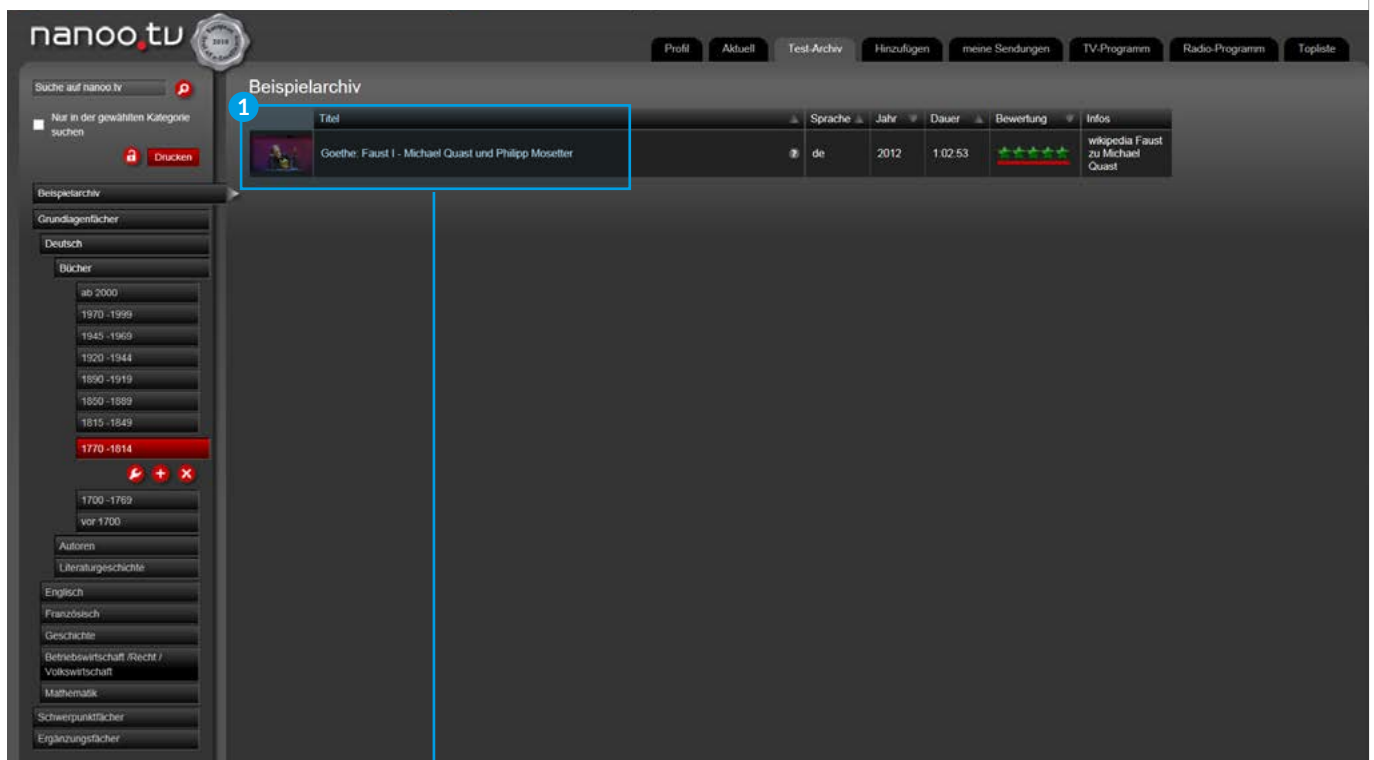 nanoo.tv
2010
Profil
Aktuell
Test-Archiv
Hinzufügen
meine Sendungen
TV-Programm
Radio-Programm
Topliste
Suche auf nanoo.tv
Nur in der gewählten Kategorie
suchen
Drucken
Beispielarchiv
Grundlagenfächer
Deutsch
Bücher
ab 2000
1970 -1999
1945 -1969
1920 -1944
1890 -1919
1850 -1889
1815 -1849
1770 -1814
1700 -1769
vor 1700
Autoren
Literaturgeschichte
Englisch
Französisch
Geschichte
Betriebswirtschaft /Recht /
Volkswirtschaft
Mathematik
Schwerpunktfächer
Ergänzungsfächer
Beispielarchiv
1
Titel Sprache Jahr Dauer Bewertung Infos
Goethe: Faust I - Michael Quast und Philipp Mosetter ? de 2012 1:02:53
wikipedia Faust
zu Michael
Quast